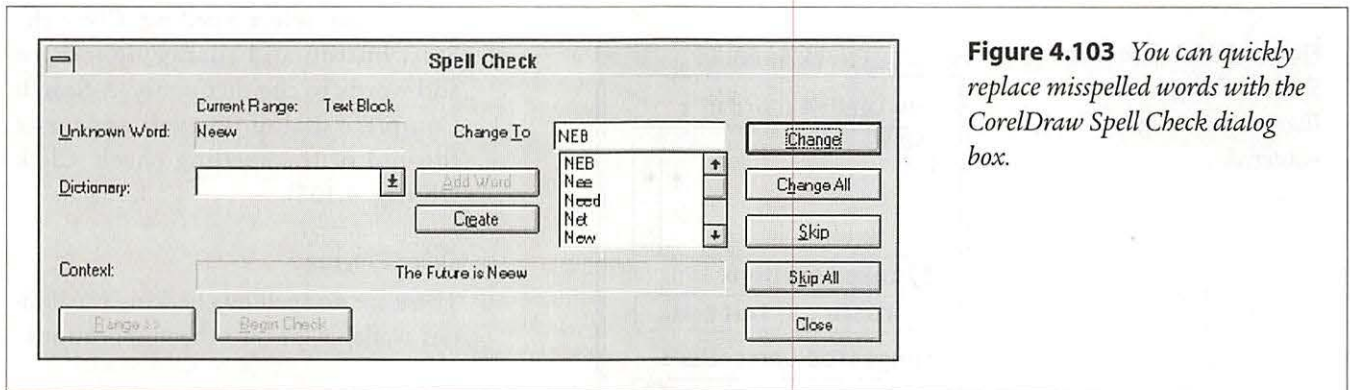 Spell Check
Current Range: Text Block
Unknown Word: Neew Change To NEB Change
Dictionary: Add Word
NEB
Nee
Need
Net
New
Change All
Create
Skip
Context: The Future is Neew Skip All
Range >> Begin Check Close
Figure 4.103 You can quickly
replace misspelled words with the
CorelDraw Spell Check dialog
box.